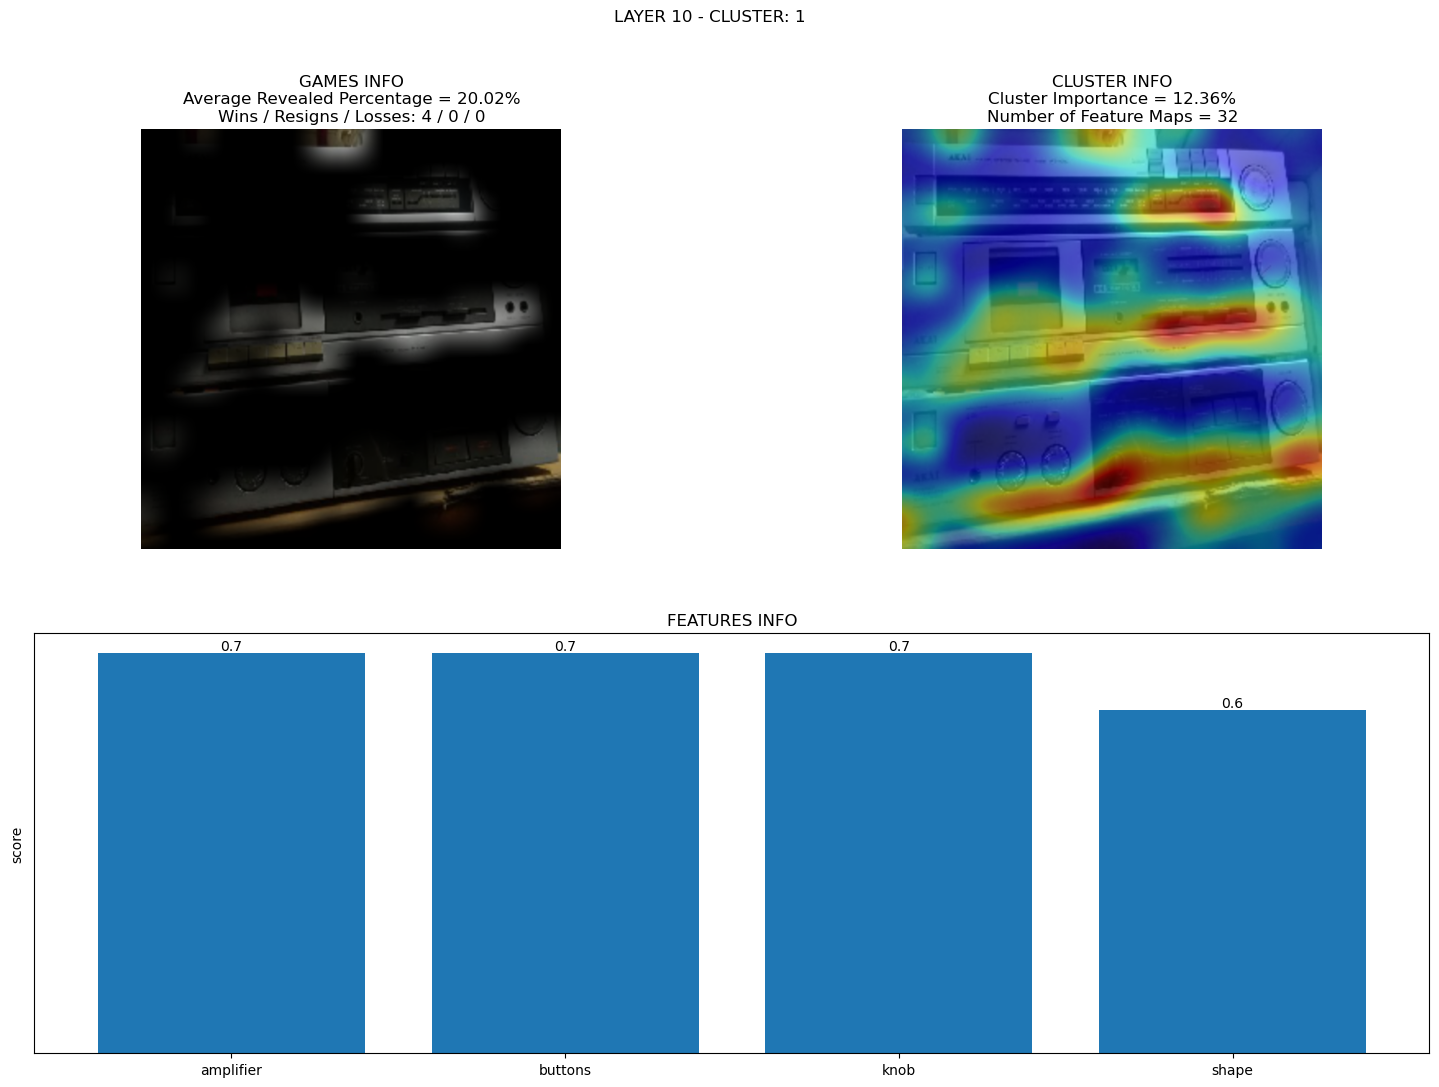 LAYER 10 - CLUSTER: 1
GAMES INFO
Average Revealed Percentage = 20.02%
Wins / Resigns / Losses: 4 / 0 / 0
CLUSTER INFO
Cluster Importance = 12.36%
Number of Feature Maps = 32
AKAI
FEATURES INFO
0.7
0.7
0.7
0.6
score
amplifier
buttons
knob
shape